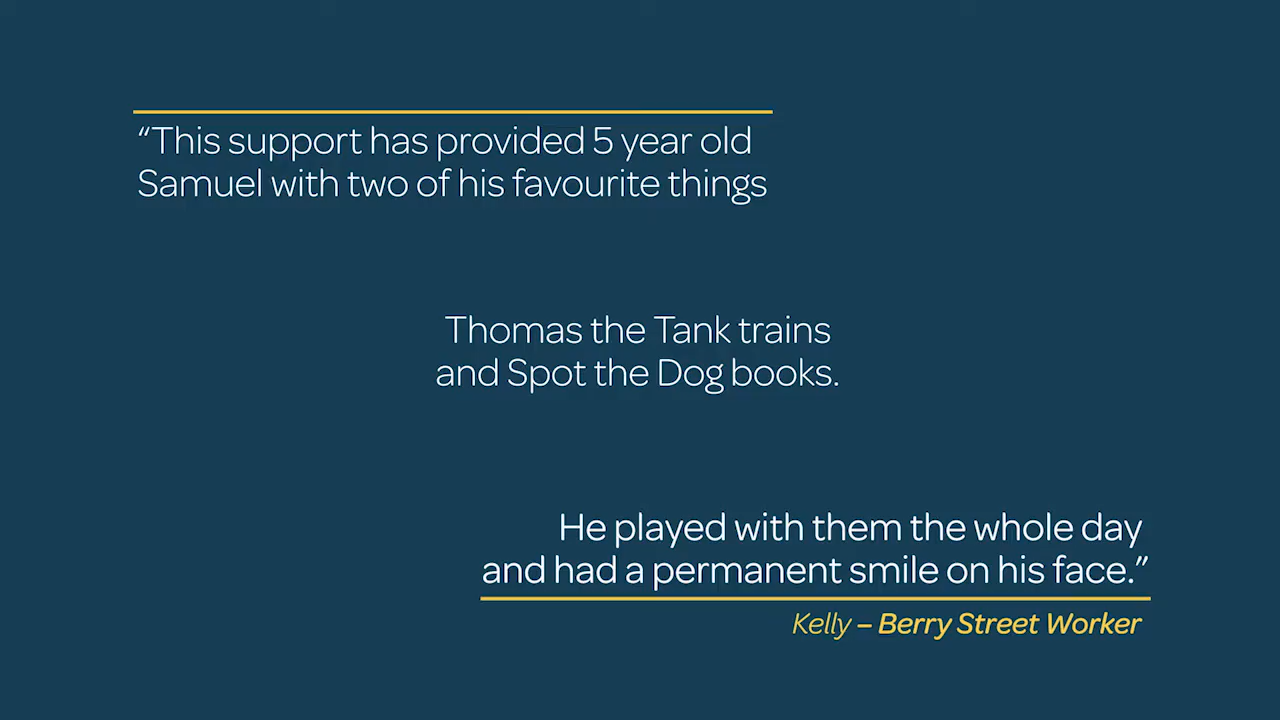 “This support has provided 5 year old
Samuel with two of his favourite things
Thomas the Tank trains
and Spot the Dog books.
He played with them the whole day
and had a permanent smile on his face.”
Kelly – Berry Street Worker